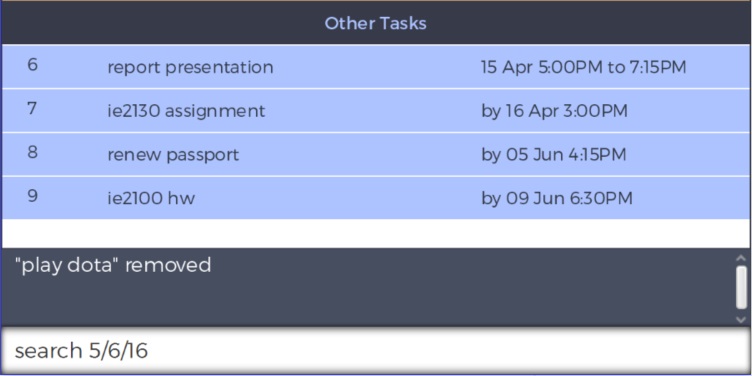 Other Tasks
6 report presentation 15 Apr 5:00PM to 7:15PM
7 ie2130 assignment by 16 Apr 3:00PM
8 renew passport by 05 Jun 4:15PM
9 ie2100 hw by 09 Jun 6:30PM
"play dota" removed
search 5/6/16